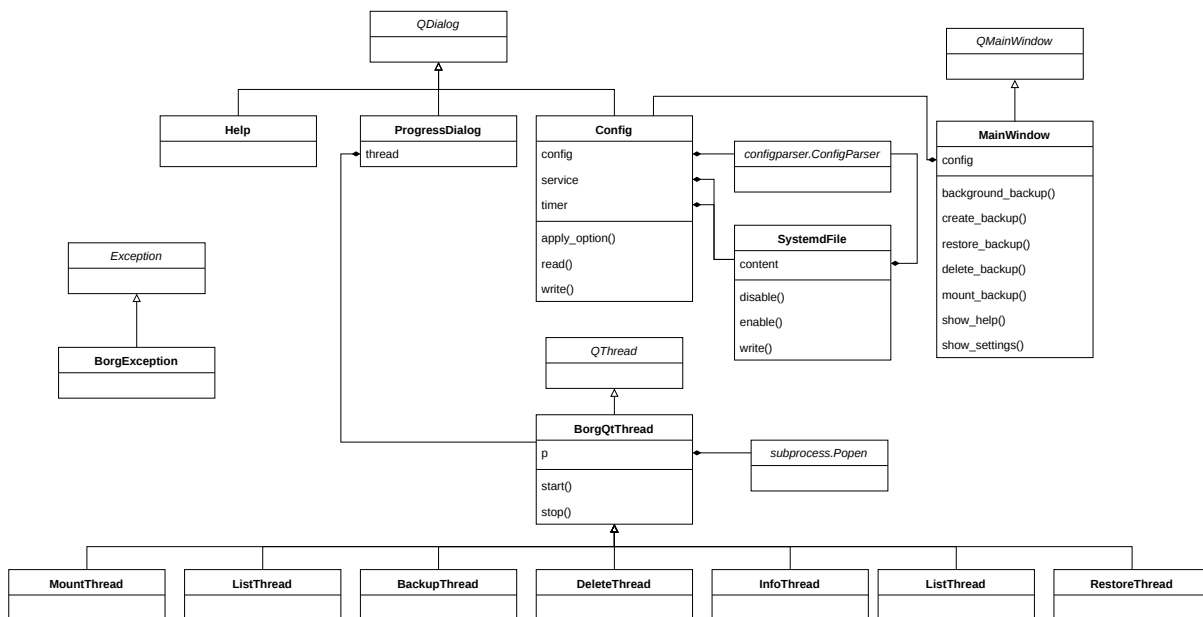 QDialog
QMainWindow
Help
ProgressDialog
thread
Config
config
service
timer
apply_option()
read()
write()
configparser.ConfigParser
MainWindow
config
background_backup()
create_backup()
restore_backup()
delete_backup()
mount_backup()
show_help()
show_settings()
SystemdFile
content
disable()
enable()
write()
Exception
BorgException
QThread
BorgQtThread
p
start()
stop()
subprocess.Popen
MountThread
ListThread
BackupThread
DeleteThread
InfoThread
ListThread
RestoreThread